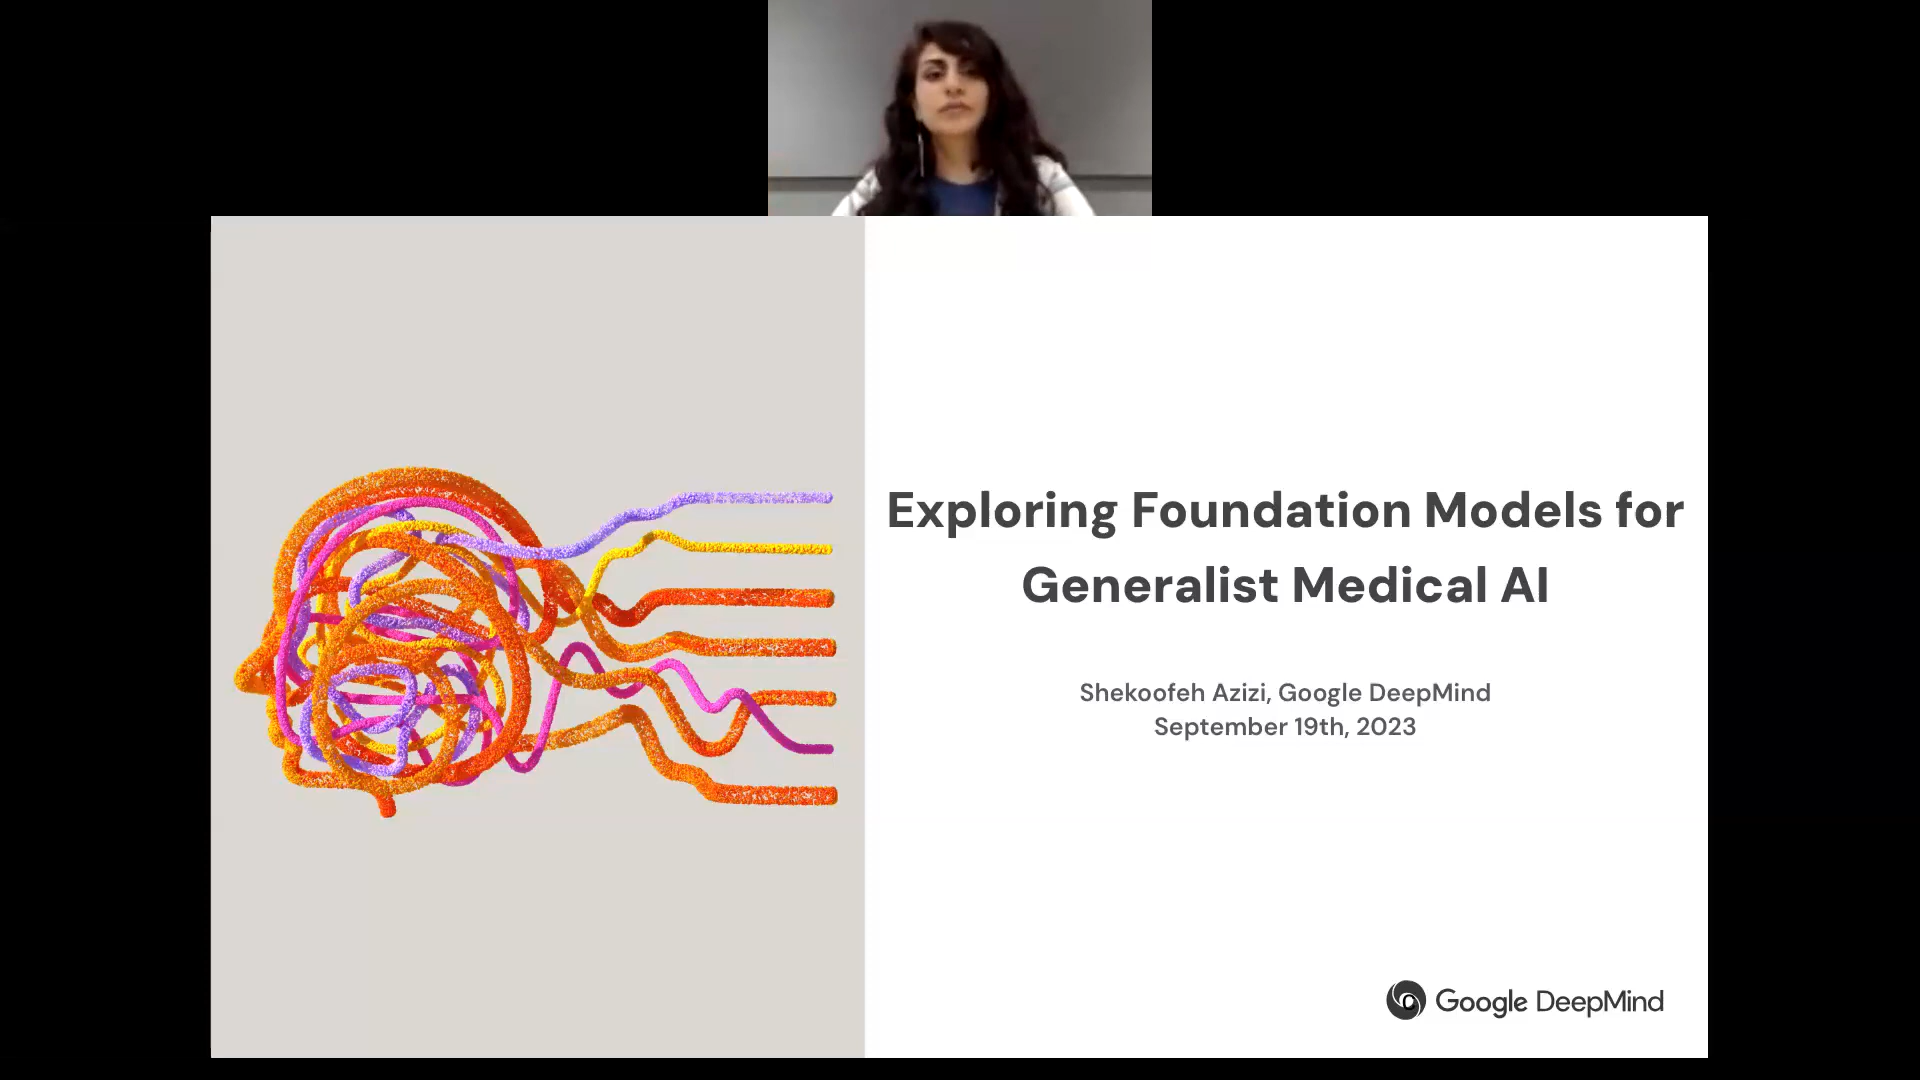 Exploring Foundation Models for
Generalist Medical AI
Shekoofeh Azizi, Google DeepMind
September 19th, 2023
Google DeepMind